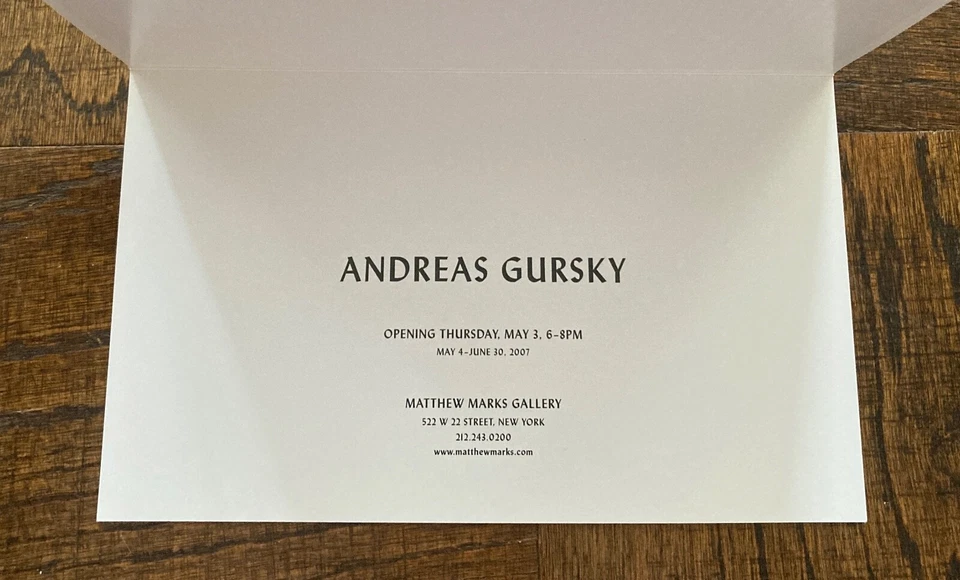 ANDREAS GURSKY
OPENING THURSDAY, MAY 3, 6–8PM
MAY 4–JUNE 30, 2007
MATTHEW MARKS GALLERY
522 W 22 STREET, NEW YORK
212.243.0200
www.matthewmarks.com